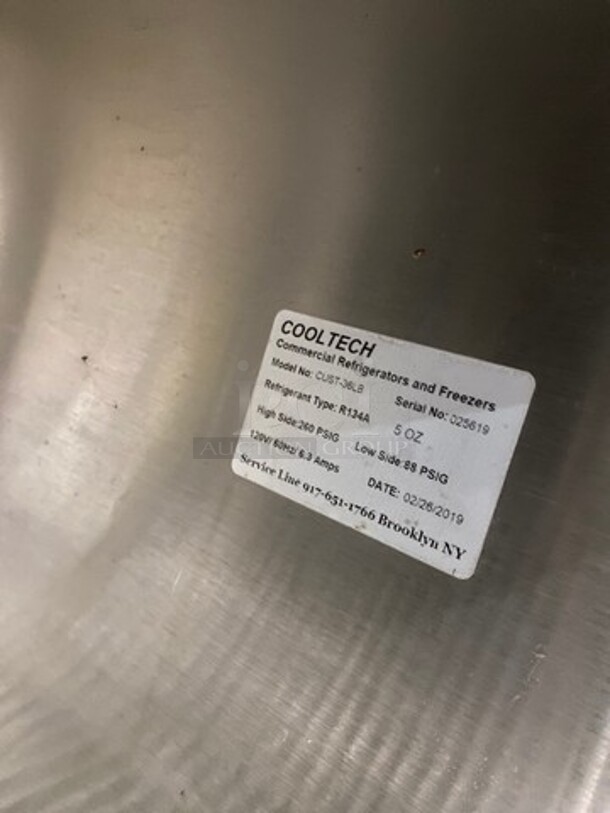 COOLTECH
Commercial Refrigerators and Freezers
Model No: CUST-36LB Serial No: 025619
Refrigerant Type: R134A 5 OZ
High Side:260 PSIG Low Side:88 PSIG
120V/ 60Hz/ 6.3 Amps DATE: 02/26/2019
Service Line 917-651-1766 Brooklyn NY
AUCTION GROUP